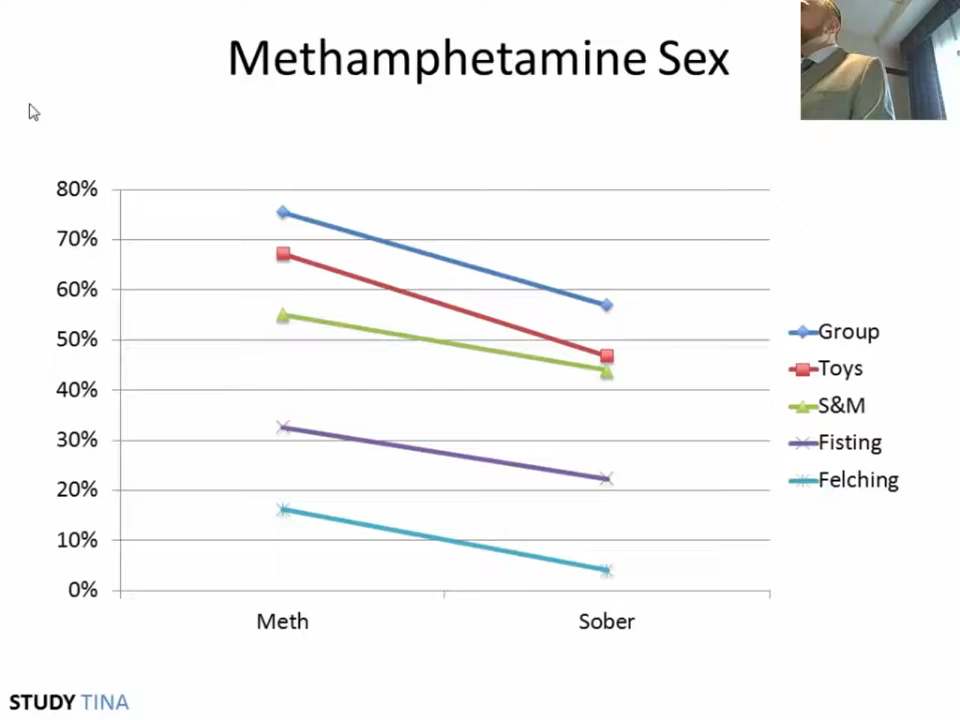 Methamphetamine Sex
80%
70%
60%
50%
40%
30%
20%
10%
0%
Meth
Sober
Group
Toys
S&M
Fisting
Felching
STUDY TINA